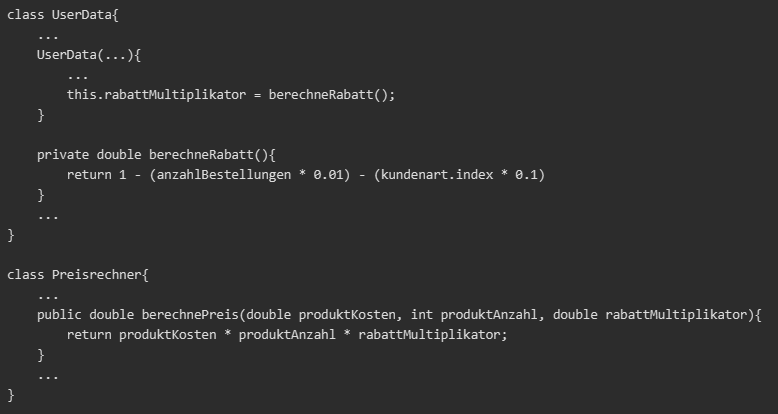 class UserData{
    ...
    UserData(...){
        ...
        this.rabattMultiplikator = berechneRabatt();
    }

    private double berechneRabatt(){
        return 1 - (anzahlBestellungen * 0.01) - (kundenart.index * 0.1)
    }
    ...
}

class Preisrechner{
    ...
    public double berechnePreis(double produktKosten, int produktAnzahl, double rabattMultiplikator){
        return produktKosten * produktAnzahl * rabattMultiplikator;
    }
    ...
}